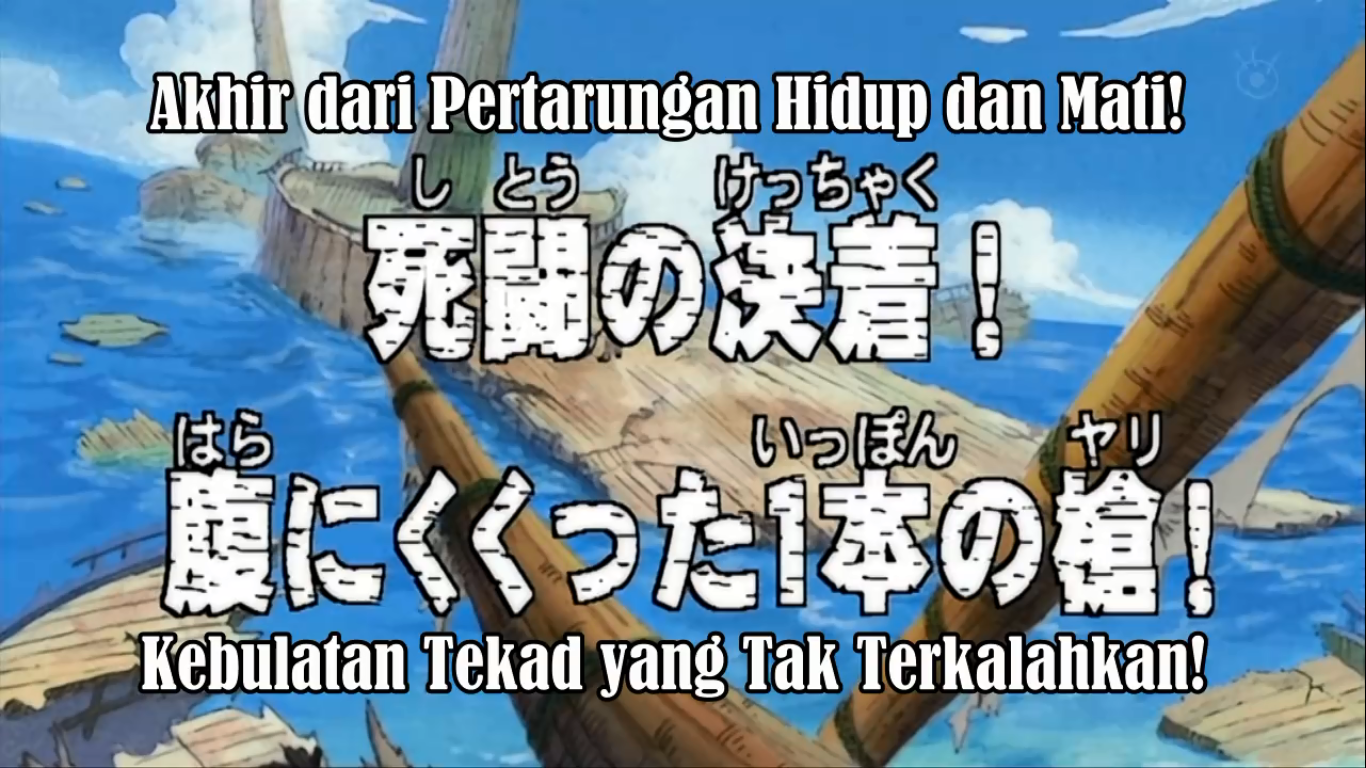 Akhir dari Pertarungan Hidup dan Mati!
し とう けっちゃく
死闘の決着！
はら いっぽん ヤリ
腹にくくった1本の槍！
Kebulatan Tekad yang Tak Terkalahkan!